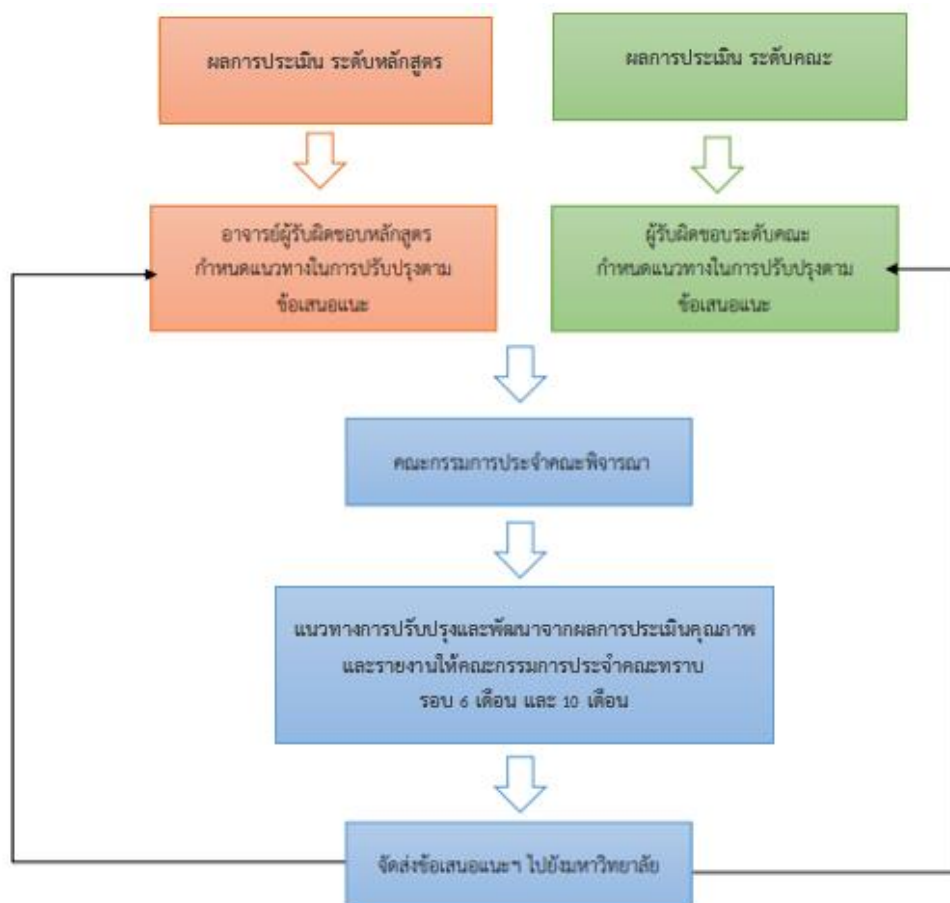 ผลการประเมิน ระดับหลักสูตร
ผลการประเมิน ระดับคณะ
อาจารย์ผู้รับผิดชอบหลักสูตร
กำหนดแนวทางในการปรับปรุงตาม
ข้อเสนอแนะ
ผู้รับผิดชอบระดับคณะ
กำหนดแนวทางในการปรับปรุงตาม
ข้อเสนอแนะ
คณะกรรมการประจำคณะพิจารณา
แนวทางการปรับปรุงและพัฒนาจากผลการประเมินคุณภาพ
และรายงานให้คณะกรรมการประจำคณะทราบ
รอบ 6 เดือน และ 10 เดือน
จัดส่งข้อเสนอแนะฯ ไปยังมหาวิทยาลัย